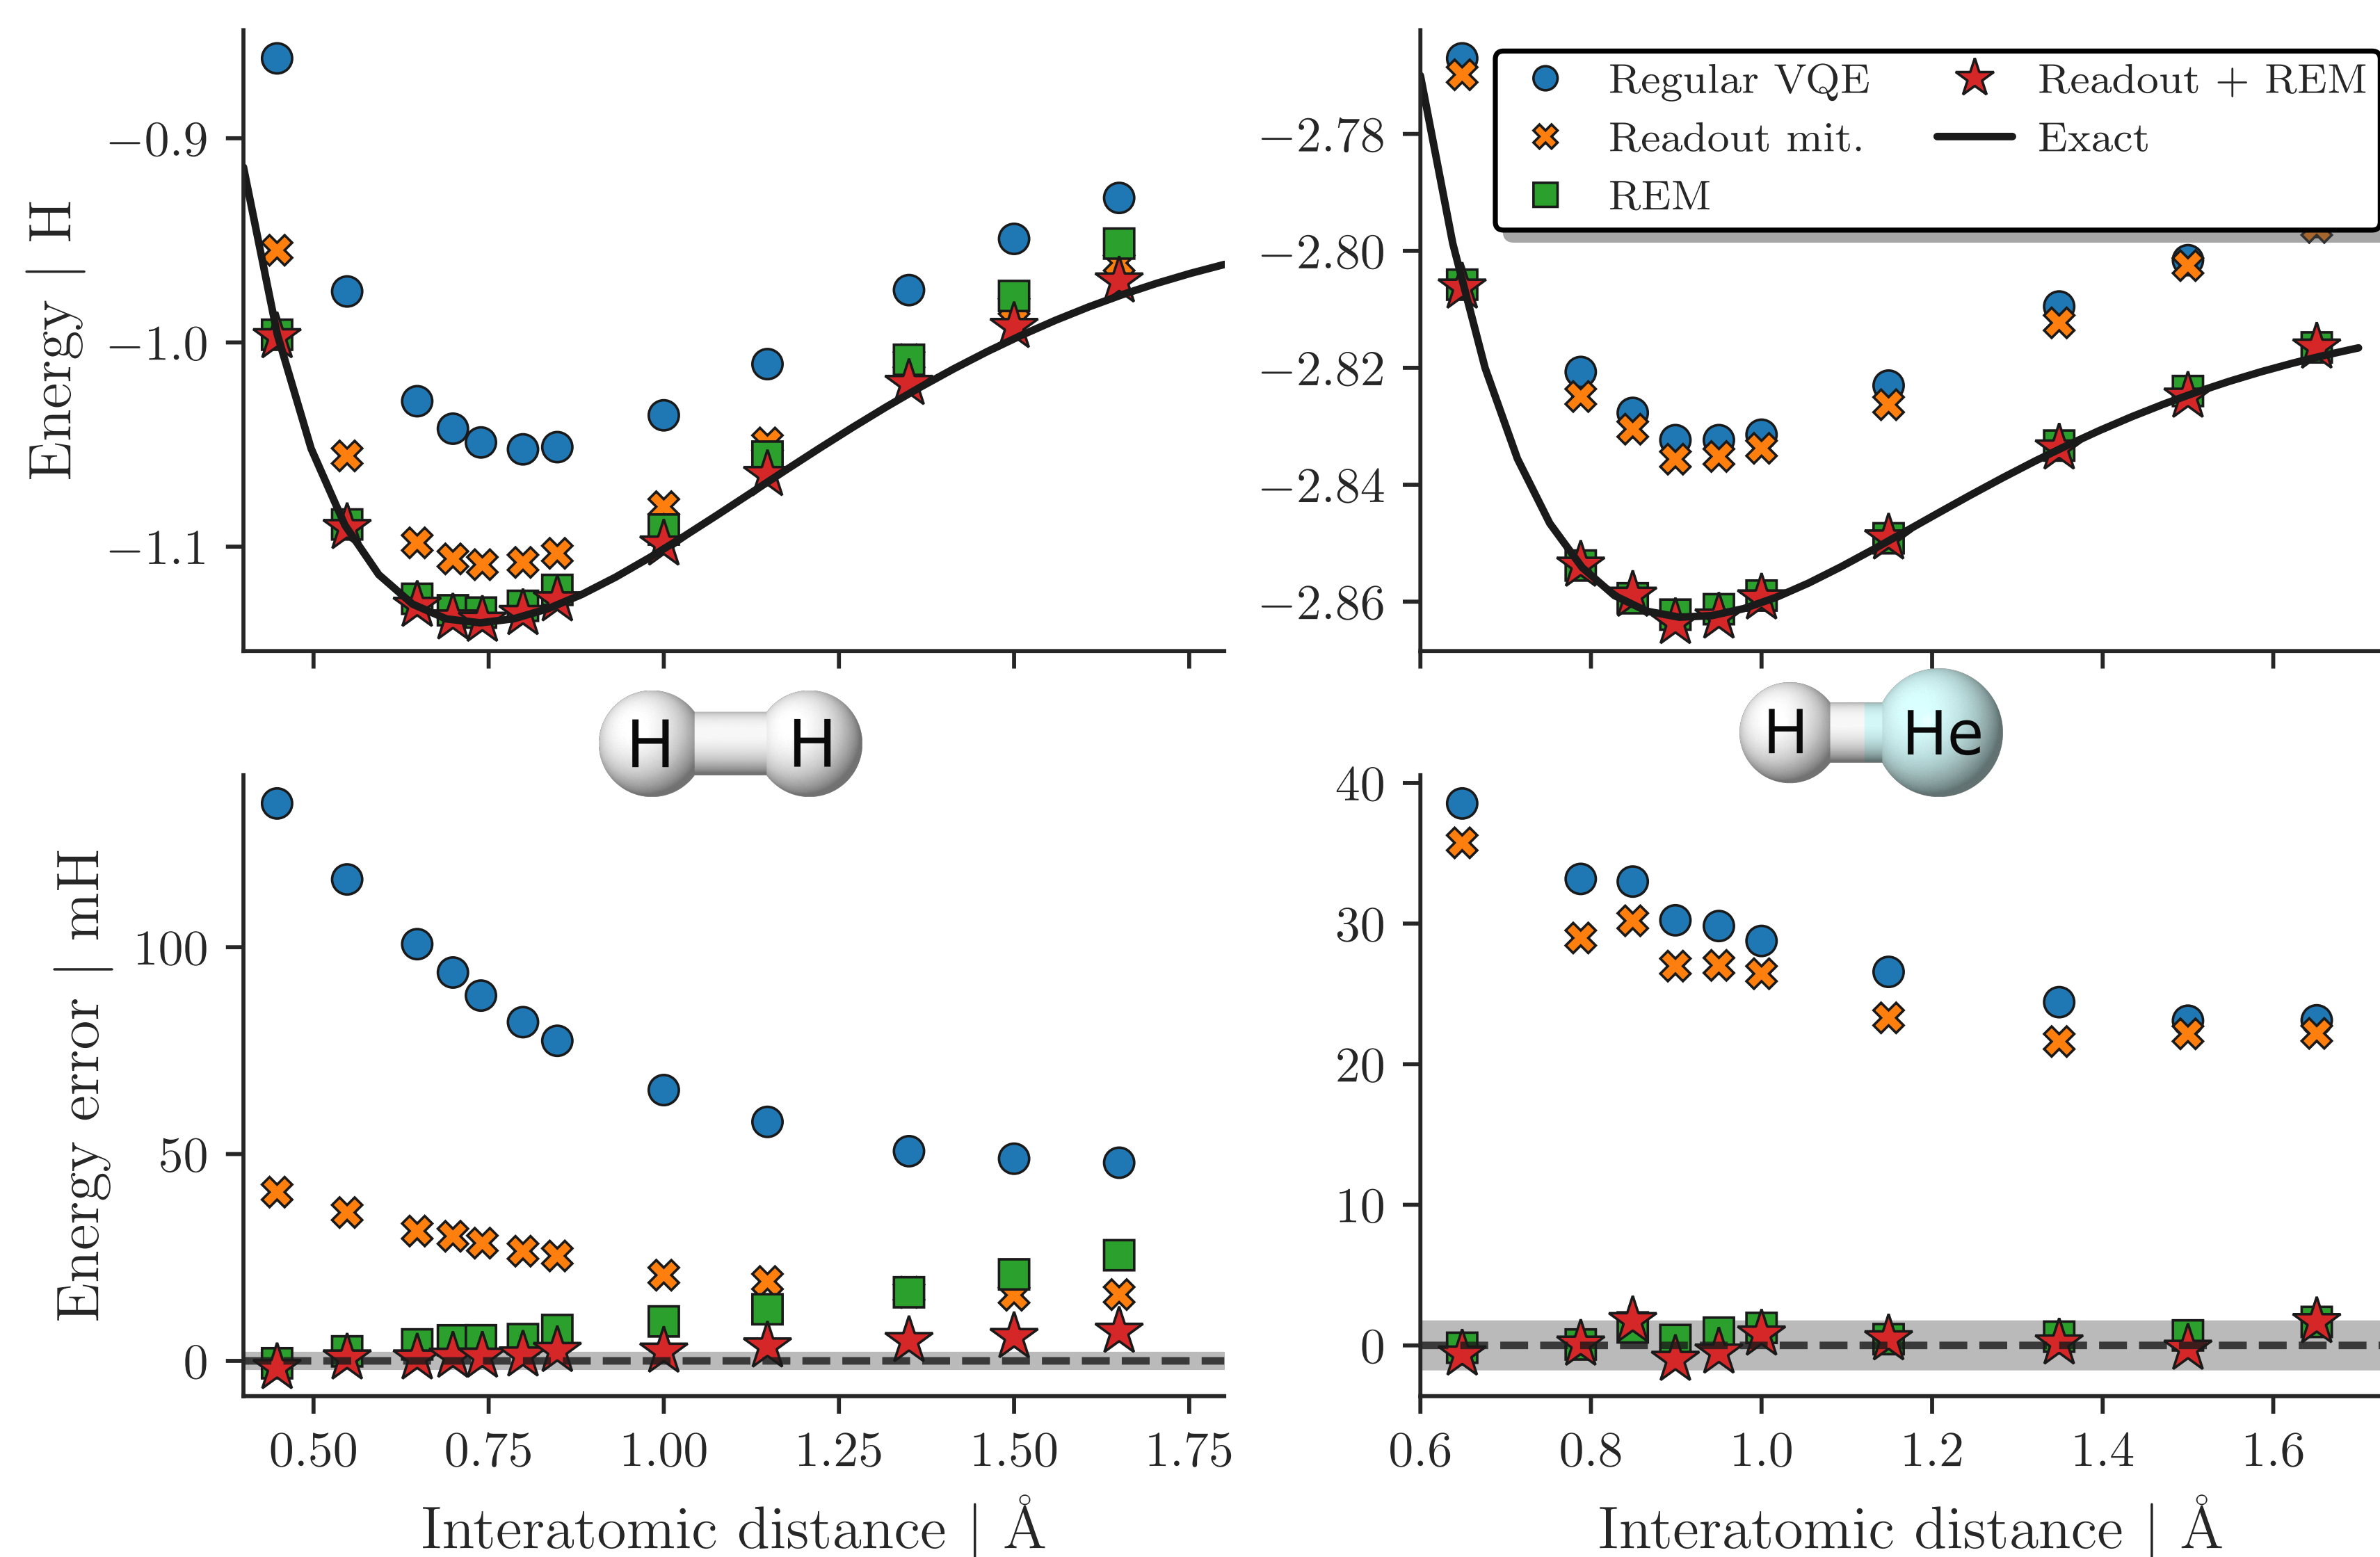 Energy | H
−0.9
−1.0
−1.1
−2.78
−2.80
−2.82
−2.84
−2.86
Regular VQE
Readout mit.
REM
Readout + REM
Exact
H H
H He
Energy error | mH
100
50
0
40
30
20
10
0
0.50 0.75 1.00 1.25 1.50 1.75
0.6 0.8 1.0 1.2 1.4 1.6
Interatomic distance | Å
Interatomic distance | Å